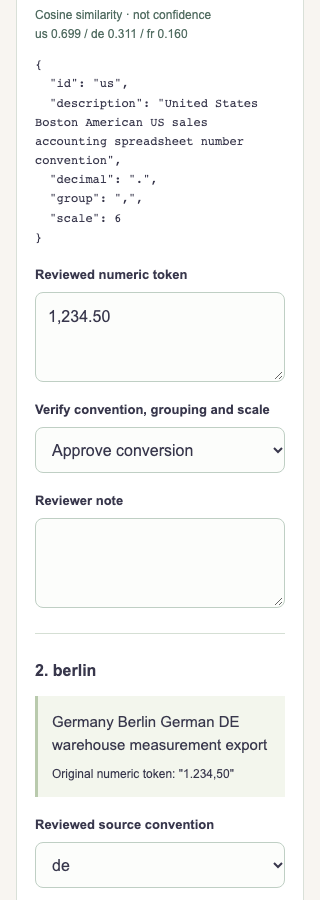 Cosine similarity · not confidence
us 0.699 / de 0.311 / fr 0.160
{
  "id": "us",
  "description": "United States
Boston American US sales
accounting spreadsheet number
convention",
  "decimal": ".",
  "group": ",",
  "scale": 6
}
Reviewed numeric token
1,234.50
Verify convention, grouping and scale
Approve conversion
Reviewer note
2. berlin
Germany Berlin German DE
warehouse measurement export
Original numeric token: "1.234,50"
Reviewed source convention
de